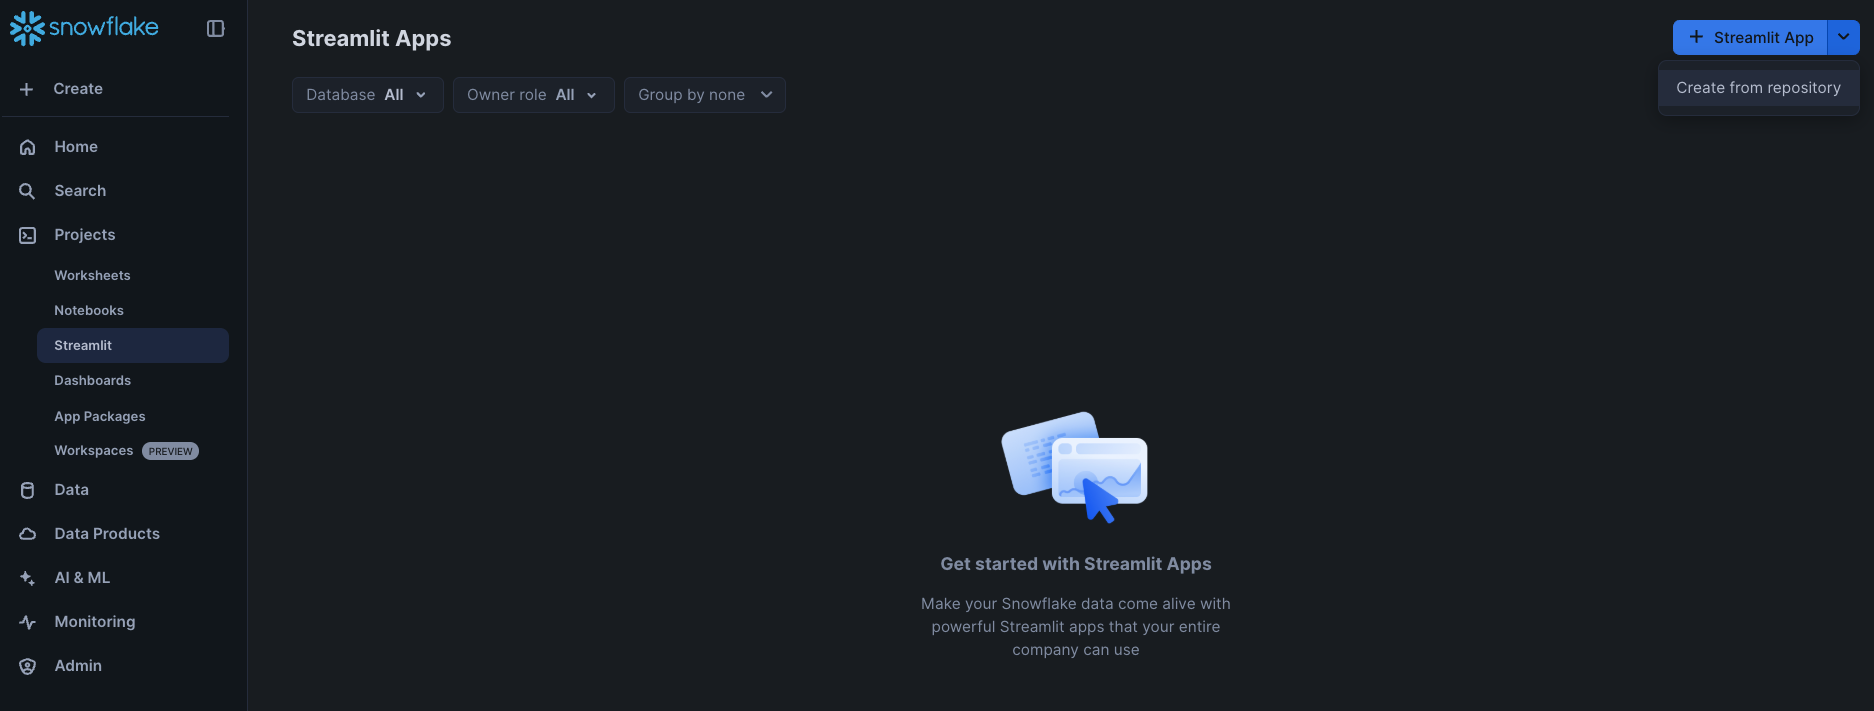 snowflake
Create
Home
Search
Projects
Worksheets
Notebooks
Streamlit
Dashboards
App Packages
Workspaces PREVIEW
Data
Data Products
AI & ML
Monitoring
Admin
Streamlit Apps
Database All
Owner role All
Group by none
+ Streamlit App
Create from repository
Get started with Streamlit Apps
Make your Snowflake data come alive with
powerful Streamlit apps that your entire
company can use